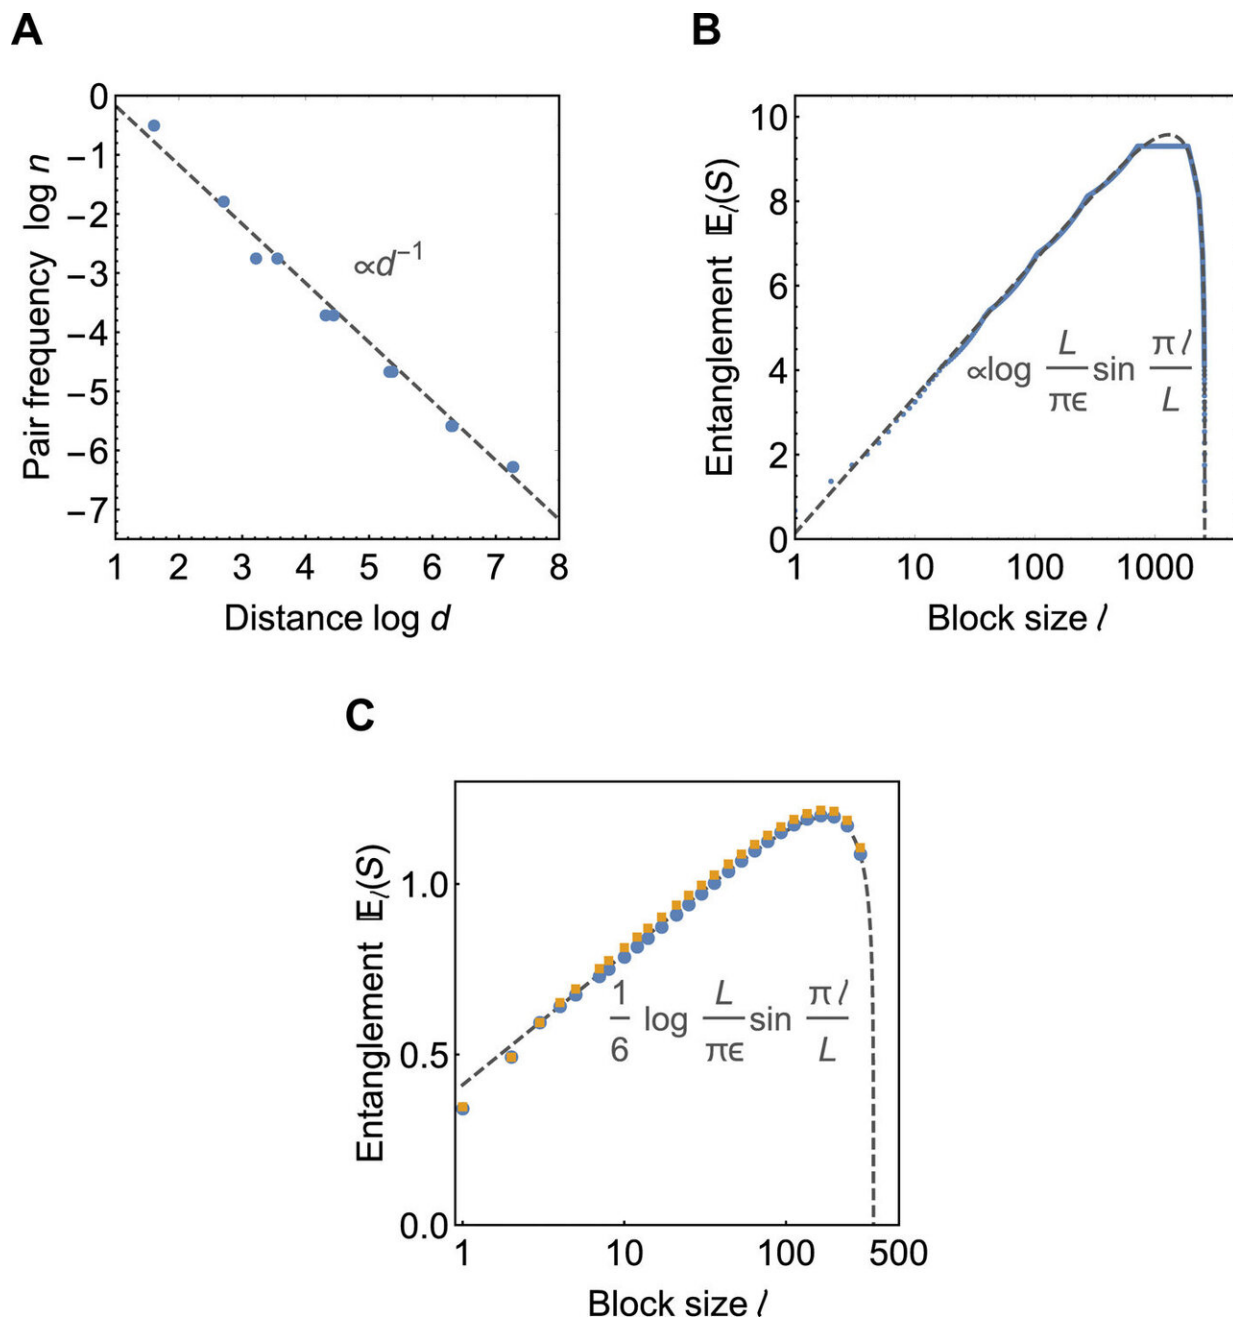 A
0
−1
−2
−3
−4
−5
−6
−7
Pair frequency log n
∝d⁻¹
1 2 3 4 5 6 7 8
Distance log d
B
10
8
6
4
2
0
Entanglement 𝔼ₗ(S)
∝log L/πϵ sin πl/L
1 10 100 1000
Block size l
C
1.0
0.5
0.0
Entanglement 𝔼ₗ(S)
1/6 log L/πϵ sin πl/L
1 10 100 500
Block size l